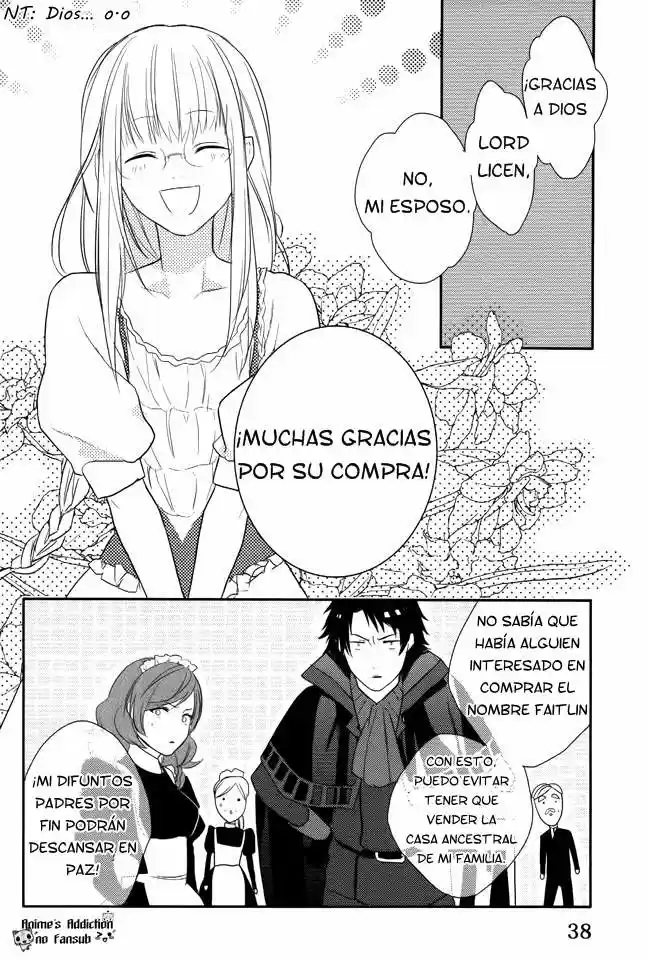 NT: Dios... o.o
¡GRACIAS
A DIOS
LORD
LICEN,
NO,
MI ESPOSO.
¡MUCHAS GRACIAS
POR SU COMPRA!
NO SABÍA QUE
HABÍA ALGUIEN
INTERESADO EN
COMPRAR EL
NOMBRE FAITLIN
CON ESTO,
PUEDO EVITAR
TENER QUE
VENDER LA
CASA ANCESTRAL
DE MI FAMILIA.
¡MI DIFUNTOS
PADRES POR
FIN PODRÁN
DESCANSAR EN
PAZ!
Anime's Addiction
no Fansub
38